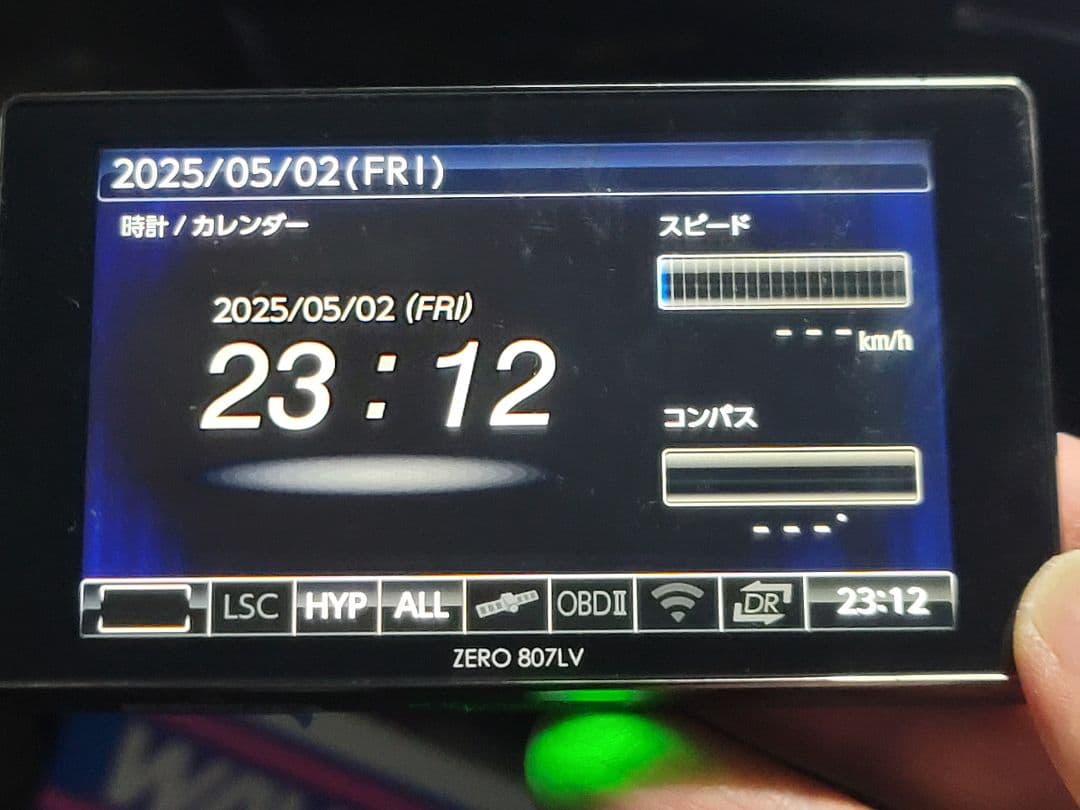 2025/05/02(FRI)
時計/カレンダー
スピード
2025/05/02 (FRI)
23:12
---km/h
コンパス
---°
LSC HYP ALL OBDⅡ DR 23:12
ZERO 807LV